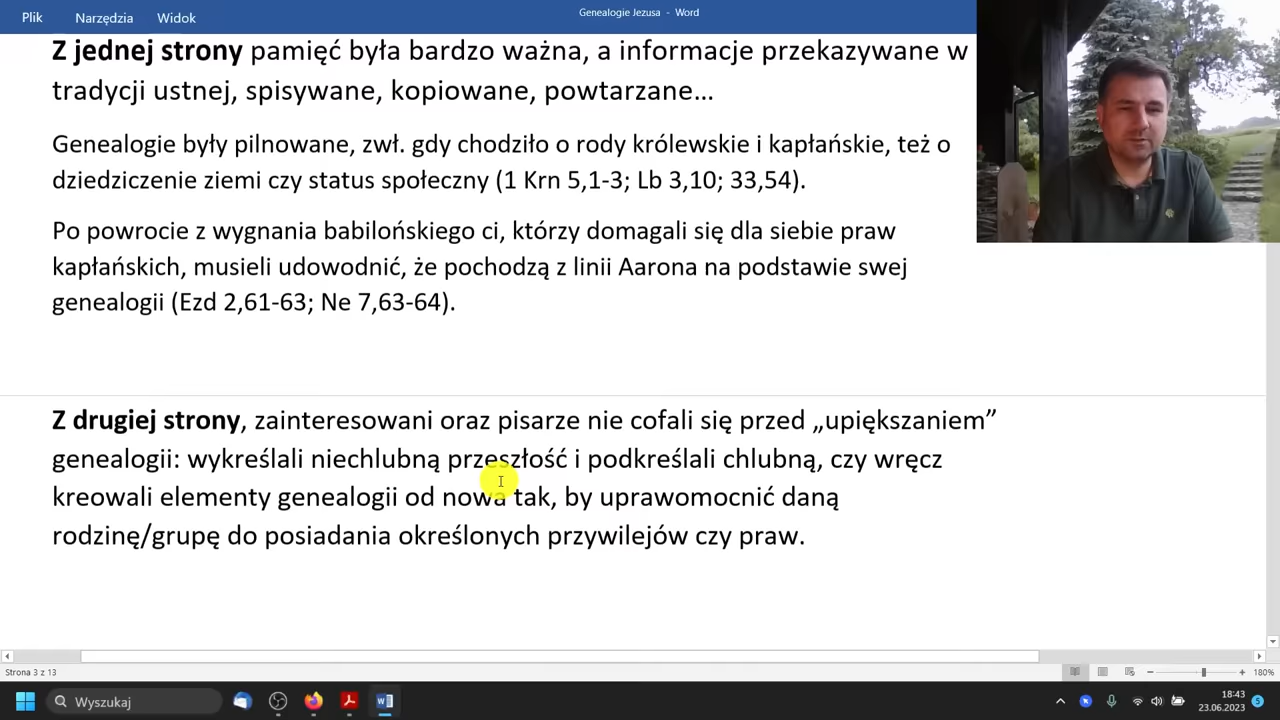 Genealogie Jezusa - Word
Plik Narzędzia Widok
Z jednej strony pamięć była bardzo ważna, a informacje przekazywane w
tradycji ustnej, spisywane, kopiowane, powtarzane...
Genealogie były pilnowane, zwł. gdy chodziło o rody królewskie i kapłańskie, też o
dziedziczenie ziemi czy status społeczny (1 Krn 5,1-3; Lb 3,10; 33,54).
Po powrocie z wygnania babilońskiego ci, którzy domagali się dla siebie praw
kapłańskich, musieli udowodnić, że pochodzą z linii Aarona na podstawie swej
genealogii (Ezd 2,61-63; Ne 7,63-64).
Z drugiej strony, zainteresowani oraz pisarze nie cofali się przed „upiększaniem”
genealogii: wykreślali niechlubną przeszłość i podkreślali chlubną, czy wręcz
kreowali elementy genealogii od nowa tak, by uprawomocnić daną
rodzinę/grupę do posiadania określonych przywilejów czy praw.
Strona 3 z 13
180%
Wyszukaj
18:43
23.06.2023
5